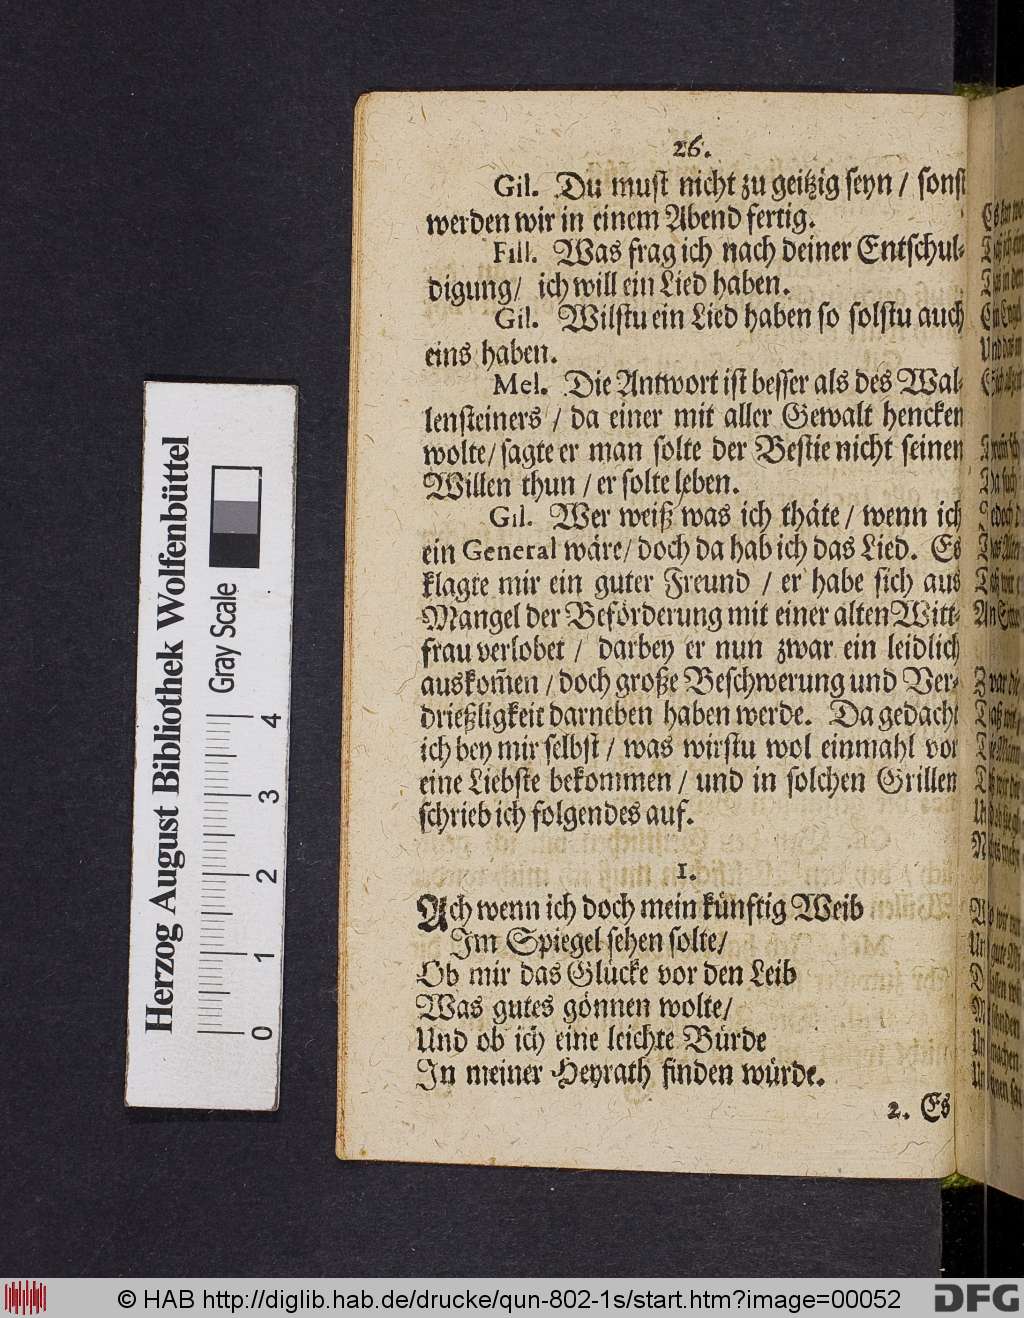 26.
Gil. Du must nicht zu geitzig seyn / sonst
werden wir in einem Abend fertig.
Fill. Was frag ich nach deiner Entschul-
digung / ich will ein Lied haben.
Gil. Wilstu ein Lied haben so solstu auch
eins haben.
Mel. Die Antwort ist besser als des Wal-
lensteiners / da einer mit aller Gewalt hencken
wolte / sagte er man solte der Bestie nicht seinen
Willen thun / er solte leben.
Gil. Wer weiß was ich thäte / wenn ich
ein General wäre / doch da hab ich das Lied. Es
klagte mir ein guter Freund / er habe sich aus
Mangel der Beförderung mit einer alten Witt-
frau verlobet / darbey er nun zwar ein leidlich
auskom̃en / doch große Beschwerung und Ver-
drießligkeit darneben haben werde. Da gedacht
ich bey mir selbst / was wirstu wol einmahl vor
eine Liebste bekommen / und in solchen Grillen
schrieb ich folgendes auf.
1.
Ach wenn ich doch mein künftig Weib
Im Spiegel sehen solte /
Ob mir das Glücke vor den Leib
Was gutes gönnen wolte /
Und ob ich eine leichte Bürde
In meiner Heyrath finden würde.
2. Es
Herzog August Bibliothek Wolfenbüttel
Gray Scale
0 1 2 3 4
© HAB http://diglib.hab.de/drucke/qun-802-1s/start.htm?image=00052
DFG